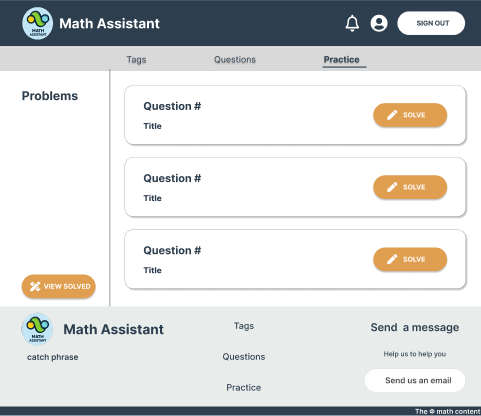 MATH
ASSISTANT
Math Assistant
SIGN OUT
Tags
Questions
Practice
Problems
Question #
Title
SOLVE
Question #
Title
SOLVE
Question #
Title
SOLVE
VIEW SOLVED
MATH
ASSISTANT
Math Assistant
catch phrase
Tags
Questions
Practice
Send a message
Help us to help you
Send us an email
The © math content